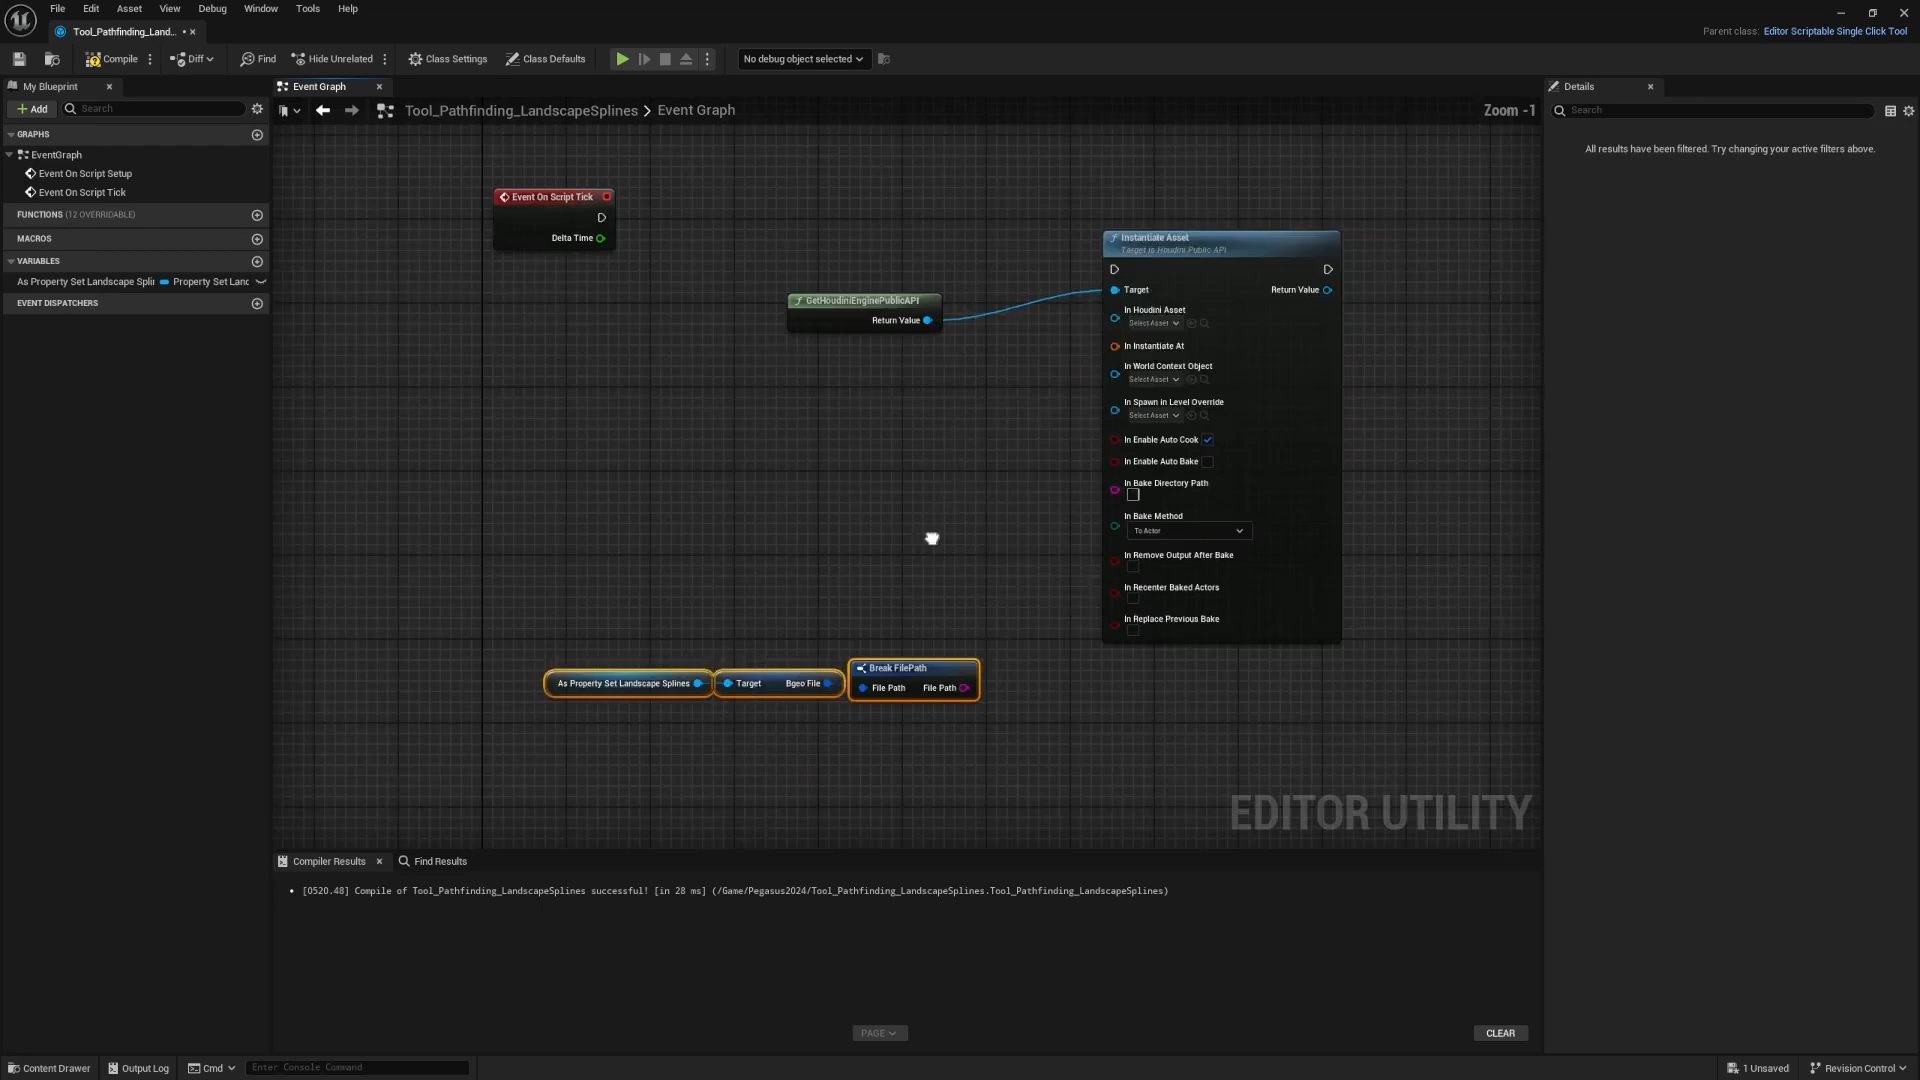 File Edit Asset View Debug Window Tools Help
Tool_Pathfinding_Land... •
Parent class: Editor Scriptable Single Click Tool
Compile Diff Find Hide Unrelated Class Settings Class Defaults No debug object selected
My Blueprint
Event Graph
Details
Add Search
Tool_Pathfinding_LandscapeSplines > Event Graph
Zoom -1
Search
GRAPHS
All results have been filtered. Try changing your active filters above.
EventGraph
Event On Script Setup
Event On Script Tick
FUNCTIONS (12 OVERRIDABLE)
MACROS
VARIABLES
As Property Set Landscape Splir Property Set Lanc
EVENT DISPATCHERS
Event On Script Tick
Delta Time
GetHoudiniEnginePublicAPI
Return Value
Instantiate Asset
Target is Houdini Public API
Target Return Value
In Houdini Asset
Select Asset
In Instantiate At
In World Context Object
Select Asset
In Spawn in Level Override
Select Asset
In Enable Auto Cook
In Enable Auto Bake
In Bake Directory Path
In Bake Method
To Actor
In Remove Output After Bake
In Recenter Baked Actors
In Replace Previous Bake
As Property Set Landscape Splines
Target Bgeo File
Break FilePath
File Path File Path
EDITOR UTILITY
Compiler Results Find Results
• [0520.48] Compile of Tool_Pathfinding_LandscapeSplines successful! [in 28 ms] (/Game/Pegasus2024/Tool_Pathfinding_LandscapeSplines.Tool_Pathfinding_LandscapeSplines)
PAGE
CLEAR
Content Drawer Output Log Cmd Enter Console Command
1 Unsaved Revision Control